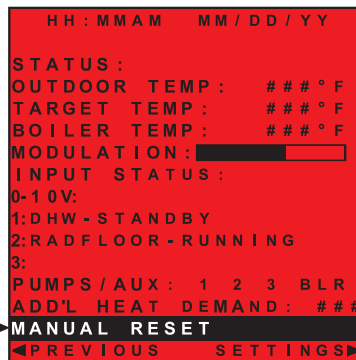 HH:MMAM MM/DD/YY
STATUS:
OUTDOOR TEMP: ###°F
TARGET TEMP: ###°F
BOILER TEMP: ###°F
MODULATION:
INPUT STATUS:
0-10V:
1:DHW-STANDBY
2:RADFLOOR-RUNNING
3:
PUMPS/AUX: 1 2 3 BLR
ADD'L HEAT DEMAND: ###
MANUAL RESET
◀PREVIOUS SETTINGS▶